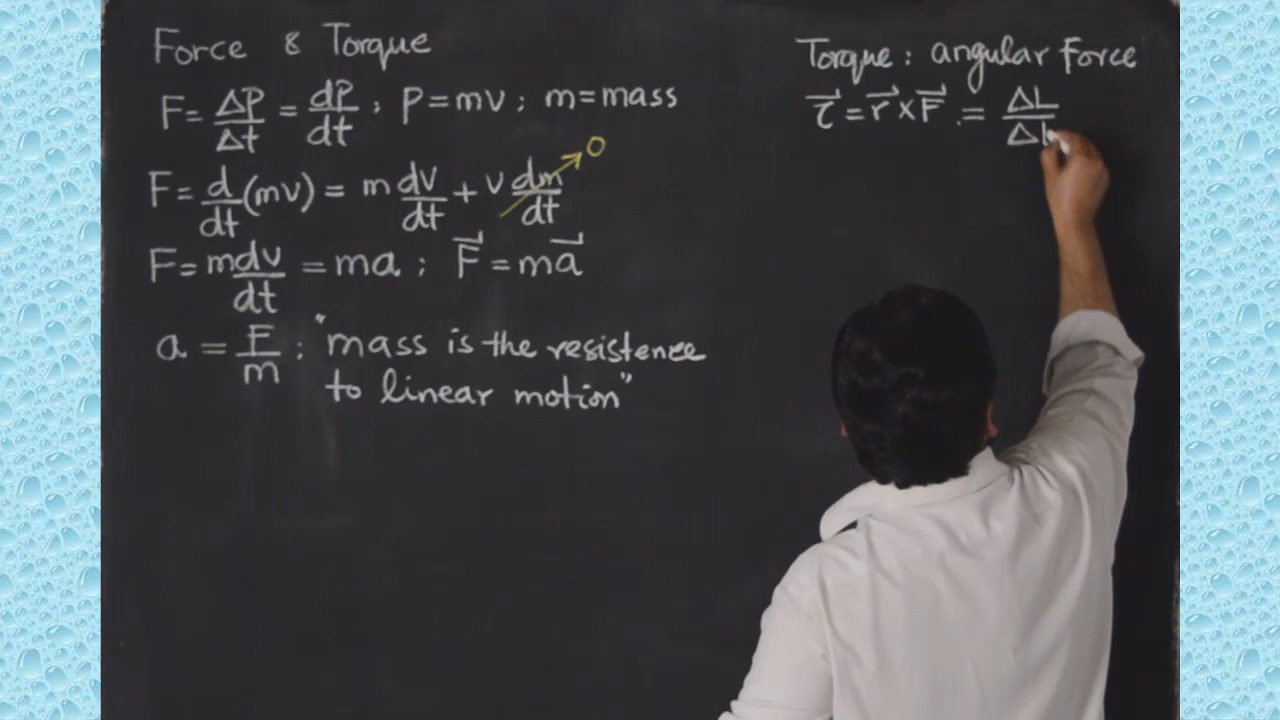 Force & Torque
F = ΔP/Δt = dP/dt ; P = mv ; m = mass
F = d/dt (mv) = m dv/dt + v dm/dt → 0
F = m dv/dt = ma ; F⃗ = ma⃗
a = F/m : "mass is the resistence
to linear motion"
Torque : angular Force
τ⃗ = r⃗ × F⃗ = ΔL/Δ